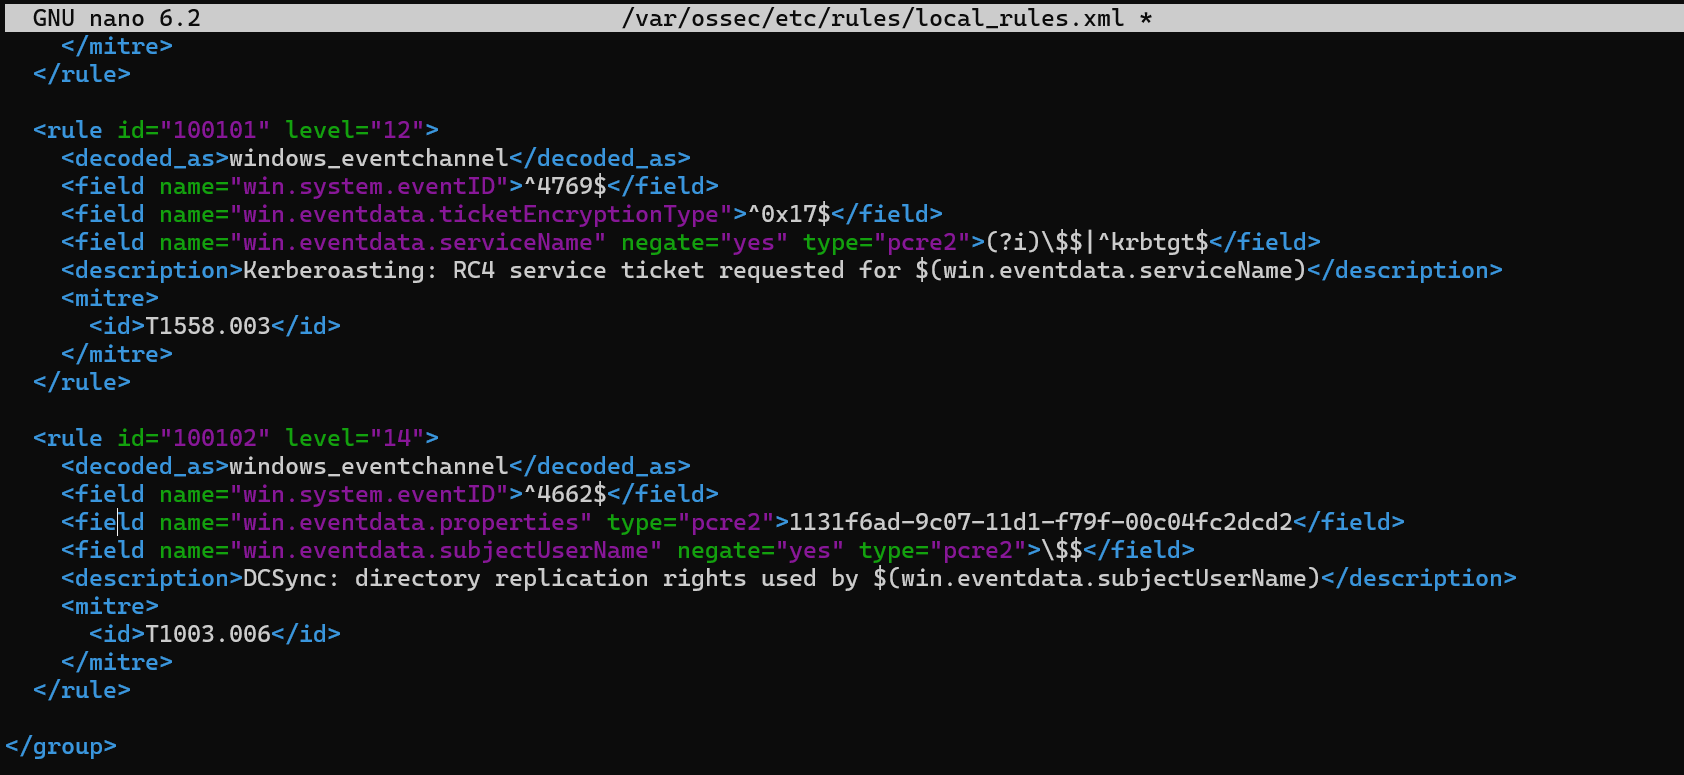 GNU nano 6.2 /var/ossec/etc/rules/local_rules.xml *
    </mitre>
  </rule>

  <rule id="100101" level="12">
    <decoded_as>windows_eventchannel</decoded_as>
    <field name="win.system.eventID">^4769$</field>
    <field name="win.eventdata.ticketEncryptionType">^0x17$</field>
    <field name="win.eventdata.serviceName" negate="yes" type="pcre2">(?i)\$$|^krbtgt$</field>
    <description>Kerberoasting: RC4 service ticket requested for $(win.eventdata.serviceName)</description>
    <mitre>
      <id>T1558.003</id>
    </mitre>
  </rule>

  <rule id="100102" level="14">
    <decoded_as>windows_eventchannel</decoded_as>
    <field name="win.system.eventID">^4662$</field>
    <field name="win.eventdata.properties" type="pcre2">1131f6ad-9c07-11d1-f79f-00c04fc2dcd2</field>
    <field name="win.eventdata.subjectUserName" negate="yes" type="pcre2">\$$</field>
    <description>DCSync: directory replication rights used by $(win.eventdata.subjectUserName)</description>
    <mitre>
      <id>T1003.006</id>
    </mitre>
  </rule>

</group>